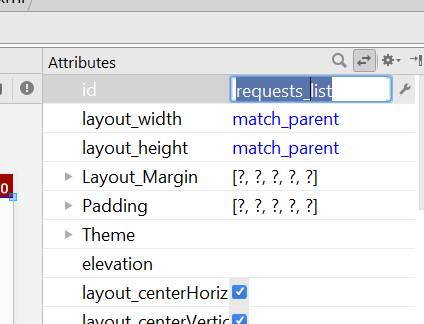 Attributes
id requests_list
layout_width match_parent
layout_height match_parent
Layout_Margin [?, ?, ?, ?, ?]
Padding [?, ?, ?, ?, ?]
Theme
elevation
layout_centerHoriz
layout_centerVertic